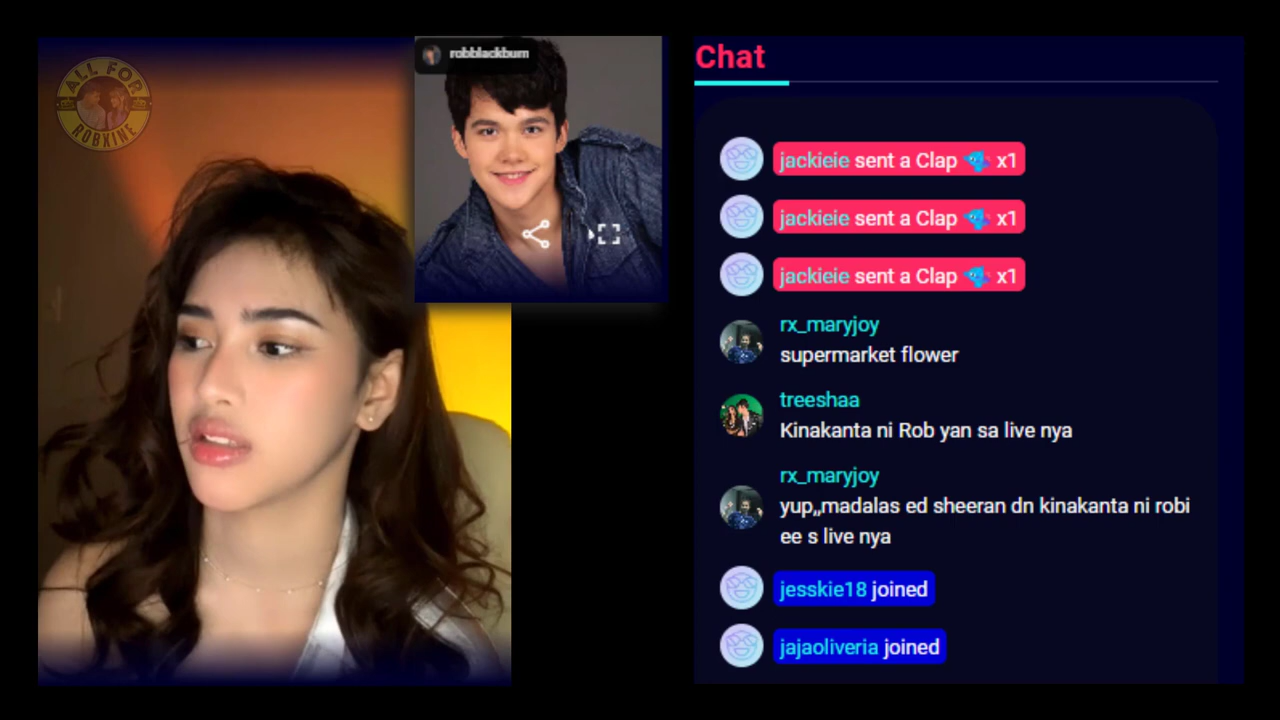 ALL FOR
ROBXINE
robblackburn
Chat
jackieie sent a Clap x1
jackieie sent a Clap x1
jackieie sent a Clap x1
rx_maryjoy
supermarket flower
treeshaa
Kinakanta ni Rob yan sa live nya
rx_maryjoy
yup,,madalas ed sheeran dn kinakanta ni robi
ee s live nya
jesskie18 joined
jajaoliveria joined